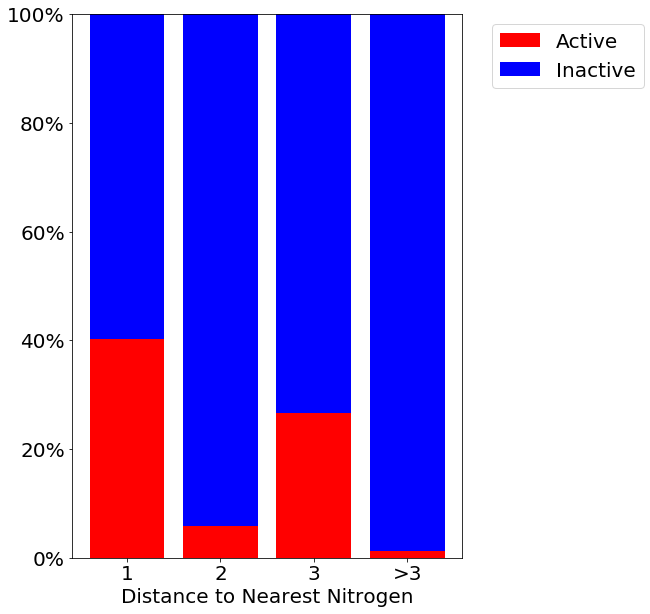 100%
80%
60%
40%
20%
0%
1 2 3 >3
Distance to Nearest Nitrogen
Active
Inactive